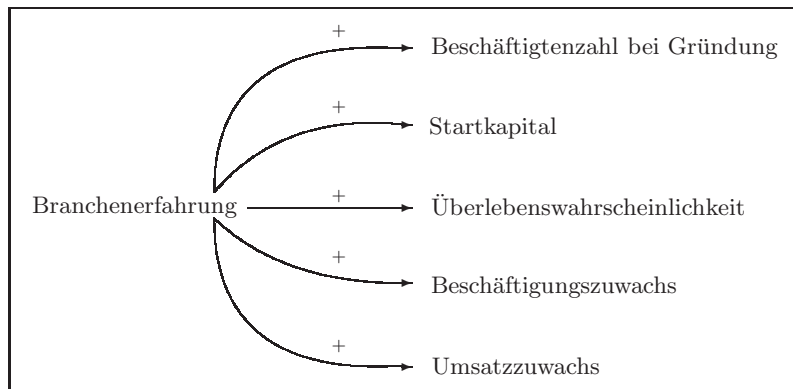 +
Beschäftigtenzahl bei Gründung
+
Startkapital
Branchenerfahrung
+
Überlebenswahrscheinlichkeit
+
Beschäftigungszuwachs
+
Umsatzzuwachs